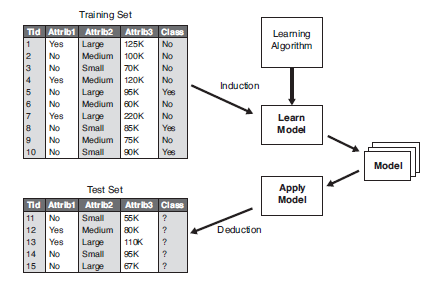 Training Set
Tid Attrib1 Attrib2 Attrib3 Class
1 Yes Large 125K No
2 No Medium 100K No
3 No Small 70K No
4 Yes Medium 120K No
5 No Large 95K Yes
6 No Medium 60K No
7 Yes Large 220K No
8 No Small 85K Yes
9 No Medium 75K No
10 No Small 90K Yes
Learning
Algorithm
Induction
Learn
Model
Model
Apply
Model
Deduction
Test Set
Tid Attrib1 Attrib2 Attrib3 Class
11 No Small 55K ?
12 Yes Medium 80K ?
13 Yes Large 110K ?
14 No Small 95K ?
15 No Large 67K ?